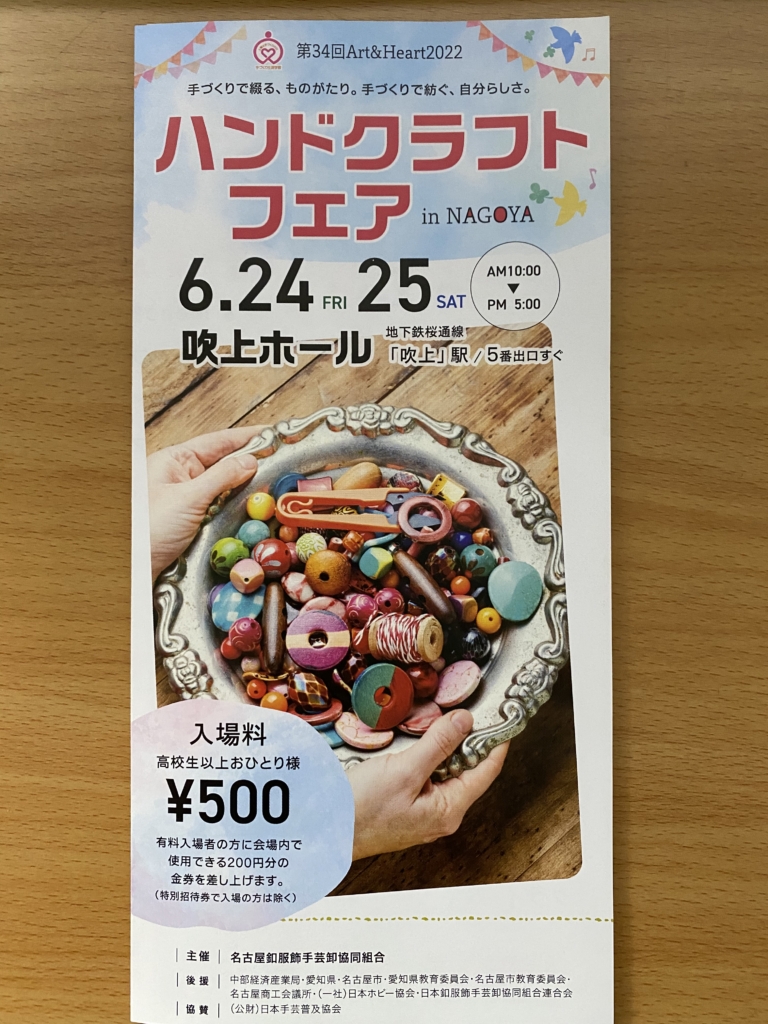 第34回Art&Heart2022
手づくりで綴る、ものがたり。手づくりで紡ぐ、自分らしさ。
ハンドクラフト
フェア in NAGOYA
6.24 FRI 25 SAT
AM10:00
▼
PM 5:00
吹上ホール
地下鉄桜通線
「吹上」駅 / 5番出口すぐ
入場料
高校生以上おひとり様
¥500
有料入場者の方に会場内で
使用できる200円分の
金券を差し上げます。
(特別招待券で入場の方は除く)
主催 名古屋釦服飾手芸卸協同組合
後援 中部経済産業局・愛知県・名古屋市・愛知県教育委員会・名古屋市教育委員会・
名古屋商工会議所・(一社)日本ホビー協会・日本釦服飾手芸卸協同組合連合会
協賛 (公財)日本手芸普及協会